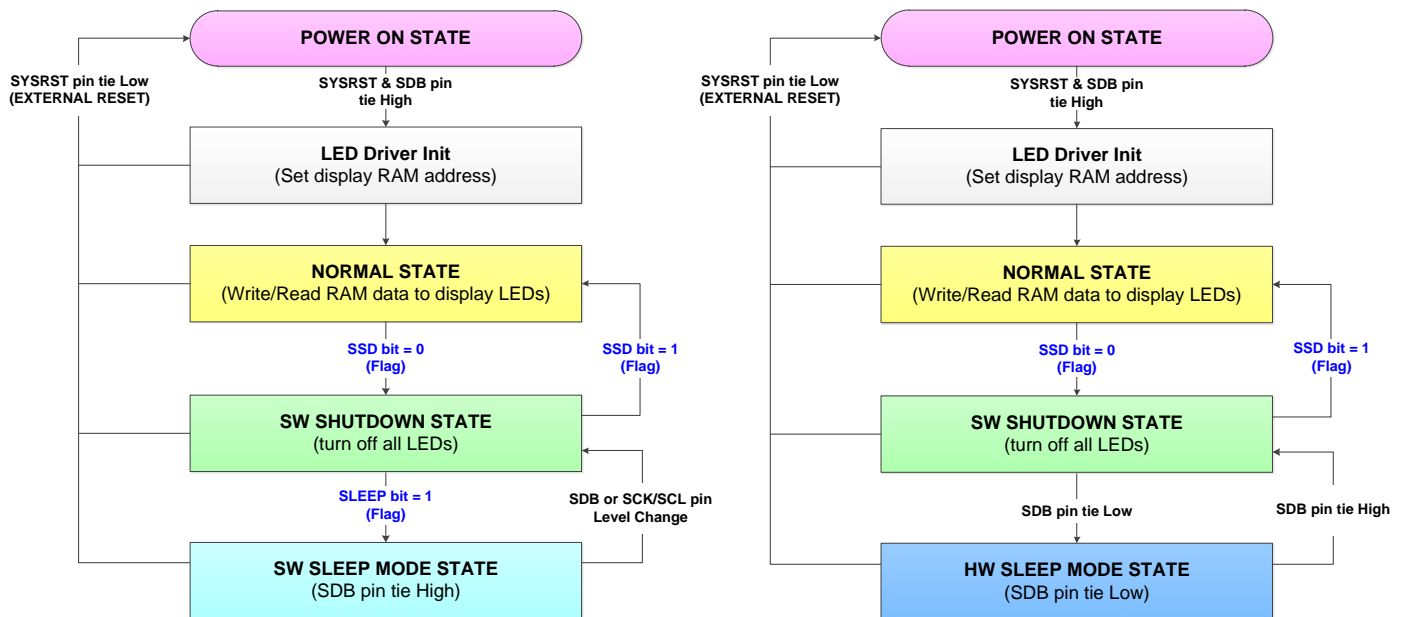 POWER ON STATE
SYSRST pin tie Low
(EXTERNAL RESET)
SYSRST & SDB pin
tie High
LED Driver Init
(Set display RAM address)
NORMAL STATE
(Write/Read RAM data to display LEDs)
SSD bit = 0
(Flag)
SSD bit = 1
(Flag)
SW SHUTDOWN STATE
(turn off all LEDs)
SLEEP bit = 1
(Flag)
SDB or SCK/SCL pin
Level Change
SW SLEEP MODE STATE
(SDB pin tie High)
POWER ON STATE
SYSRST pin tie Low
(EXTERNAL RESET)
SYSRST & SDB pin
tie High
LED Driver Init
(Set display RAM address)
NORMAL STATE
(Write/Read RAM data to display LEDs)
SSD bit = 0
(Flag)
SSD bit = 1
(Flag)
SW SHUTDOWN STATE
(turn off all LEDs)
SDB pin tie Low
SDB pin tie High
HW SLEEP MODE STATE
(SDB pin tie Low)